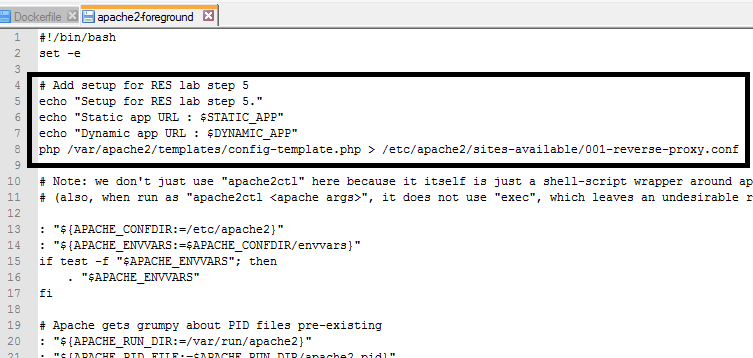 Dockerfile
apache2-foreground
1 #!/bin/bash
2 set -e
3
4 # Add setup for RES lab step 5
5 echo "Setup for RES lab step 5."
6 echo "Static app URL : $STATIC_APP"
7 echo "Dynamic app URL : $DYNAMIC_APP"
8 php /var/apache2/templates/config-template.php > /etc/apache2/sites-available/001-reverse-proxy.conf
9
10 # Note: we don't just use "apache2ctl" here because it itself is just a shell-script wrapper around ap
11 # (also, when run as "apache2ctl <apache args>", it does not use "exec", which leaves an undesirable r
12
13 : "${APACHE_CONFDIR:=/etc/apache2}"
14 : "${APACHE_ENVVARS:=$APACHE_CONFDIR/envvars}"
15 if test -f "$APACHE_ENVVARS"; then
16 . "$APACHE_ENVVARS"
17 fi
18
19 # Apache gets grumpy about PID files pre-existing
20 : "${APACHE_RUN_DIR:=/var/run/apache2}"
21 : "${APACHE_PID_FILE:=$APACHE_RUN_DIR/apache2.pid}"